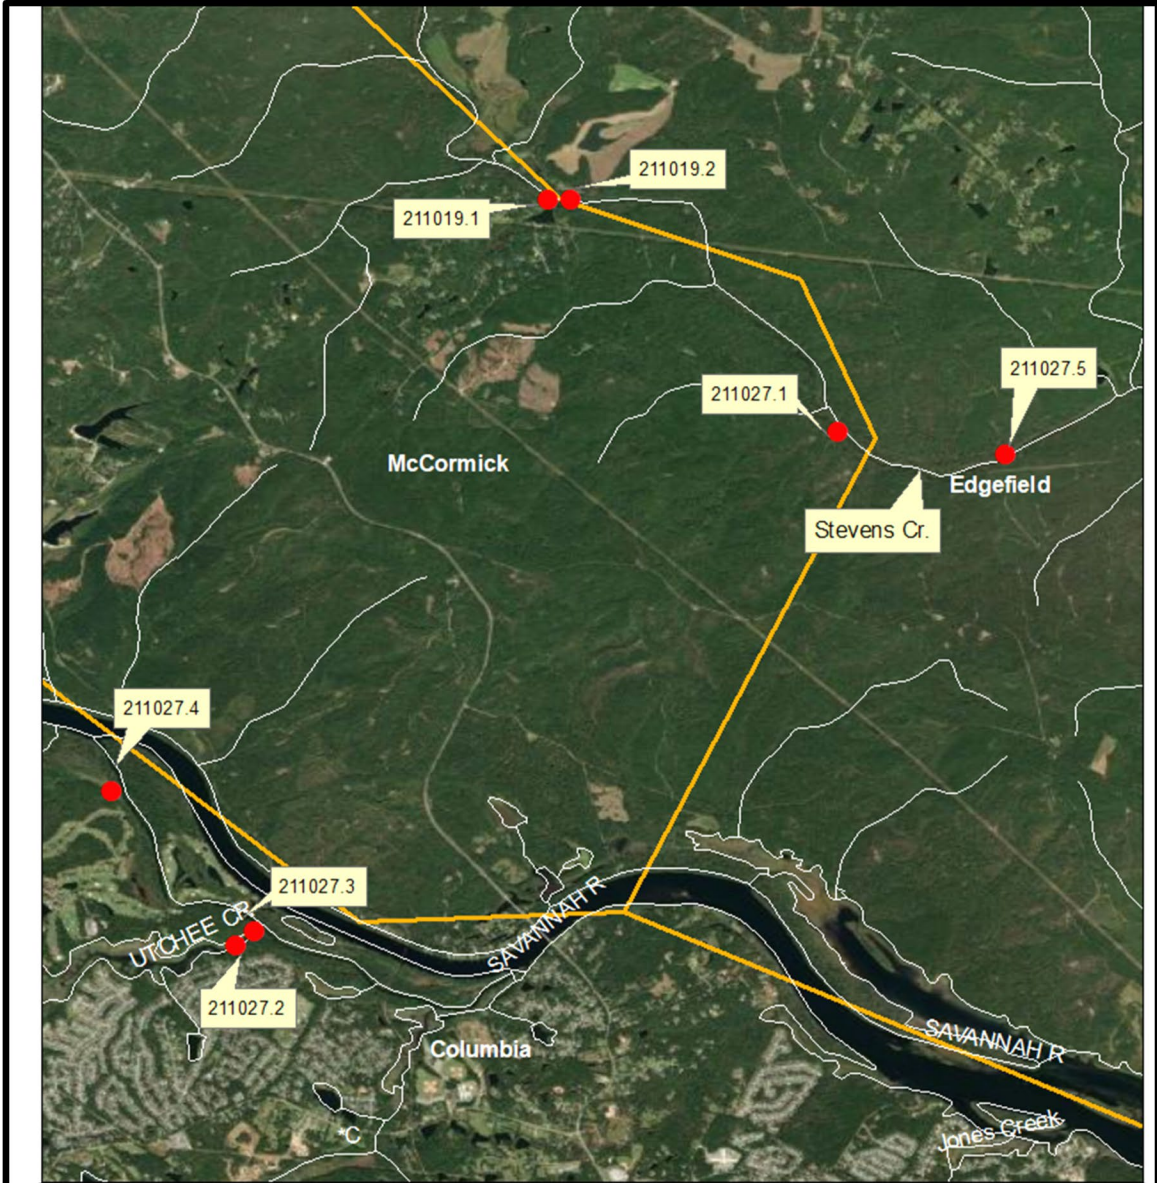 211019.2
211019.1
211027.5
211027.1
McCormick
Edgefield
Stevens Cr.
211027.4
211027.3
UTCHEE CR.
SAVANNAH R
211027.2
SAVANNAH R
Columbia
*C
Jones Creek